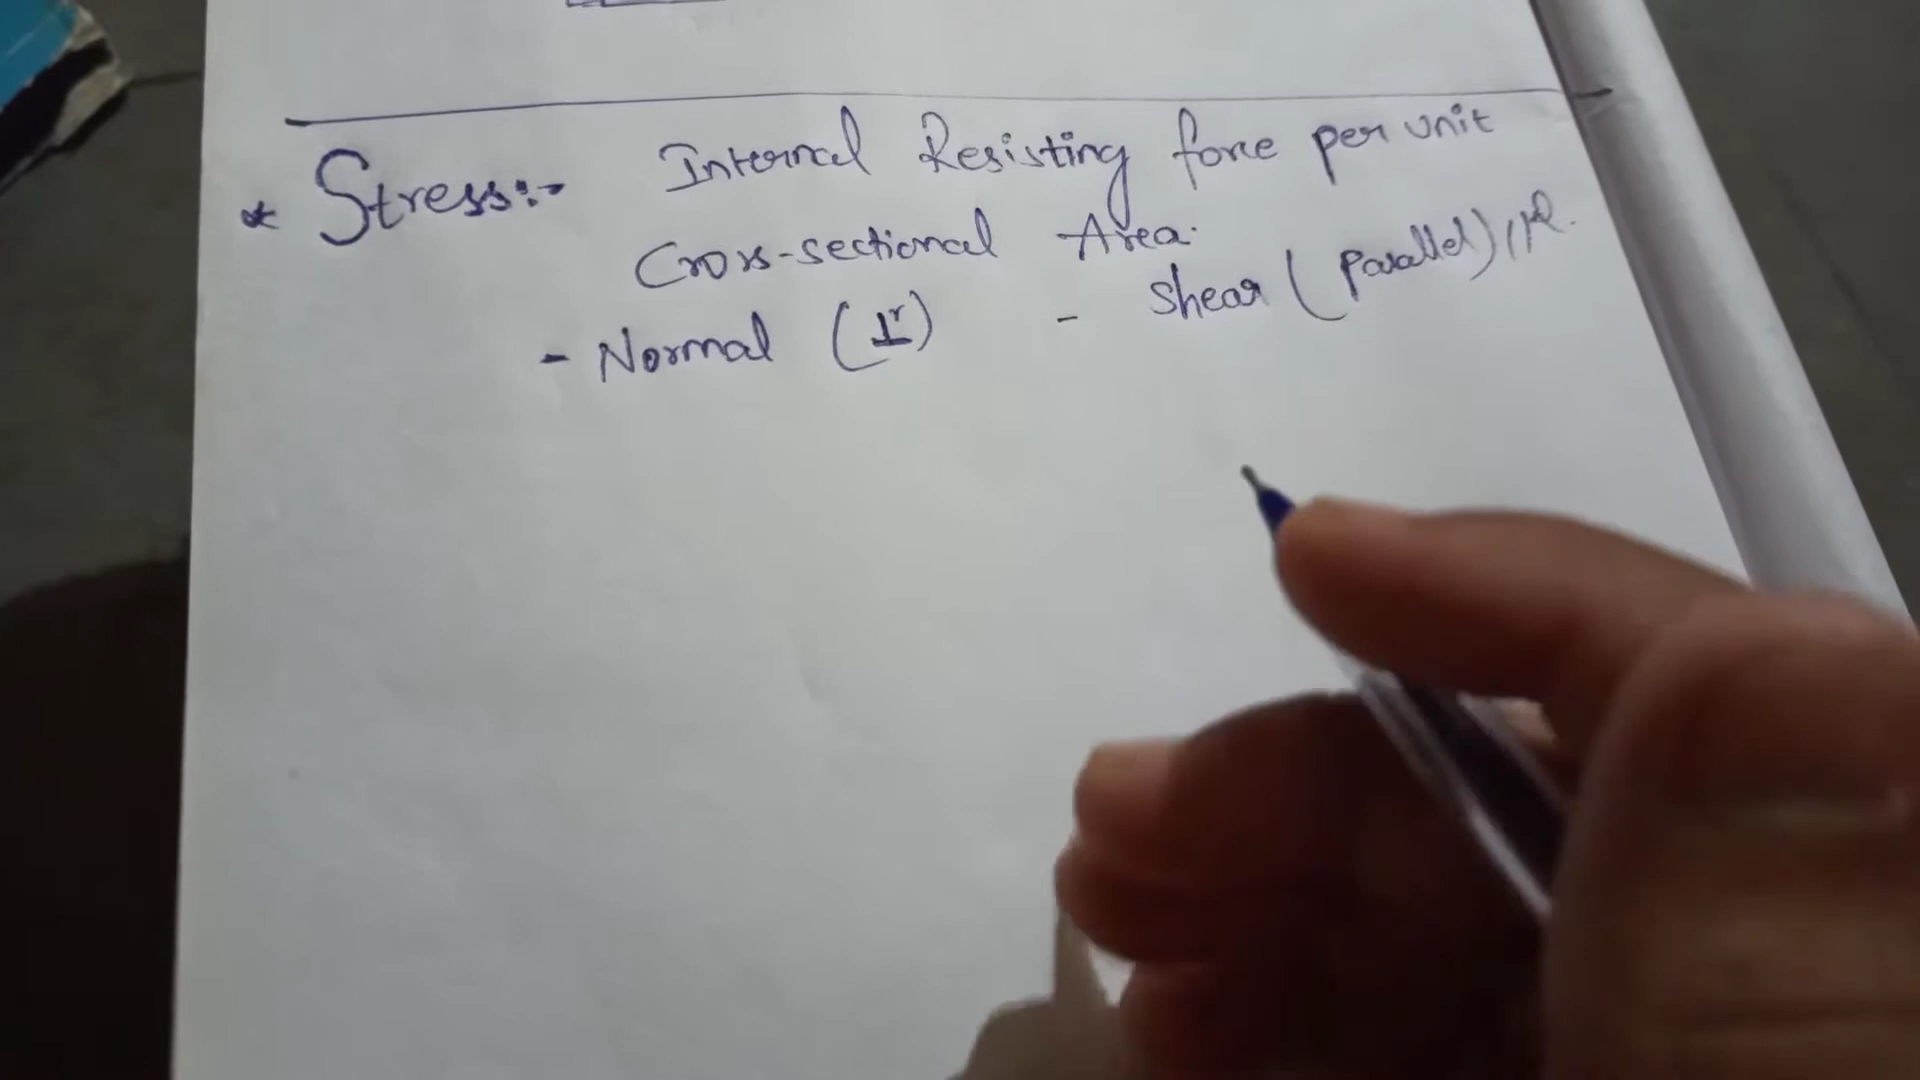 * Stress:- Internal Resisting force per unit
Cross-sectional Area.
- Normal (⊥r) - Shear (Parallel) //